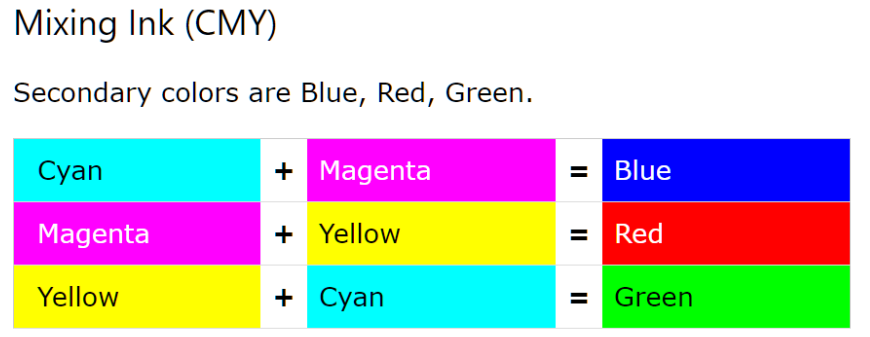 Mixing Ink (CMY)
Secondary colors are Blue, Red, Green.
Cyan + Magenta = Blue
Magenta + Yellow = Red
Yellow + Cyan = Green